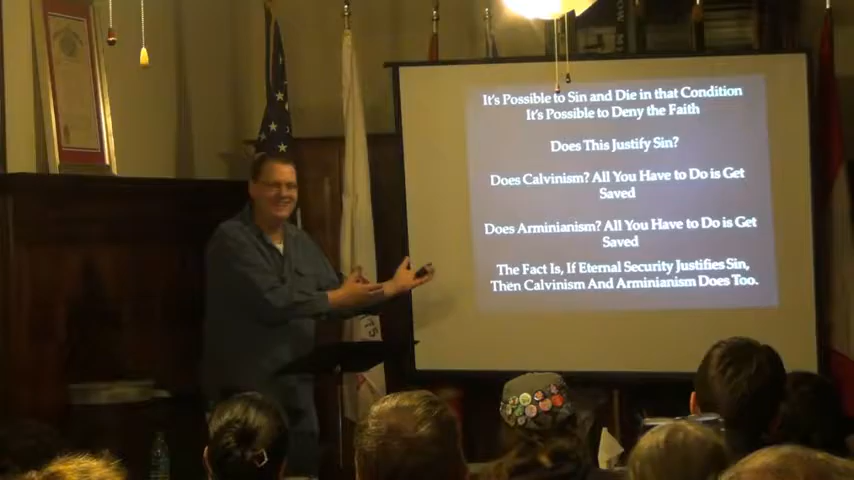 It's Possible to Sin and Die in that Condition
It's Possible to Deny the Faith
Does This Justify Sin?
Does Calvinism? All You Have to Do is Get
Saved
Does Arminianism? All You Have to Do is Get
Saved
The Fact Is, If Eternal Security Justifies Sin,
Then Calvinism And Arminianism Does Too.